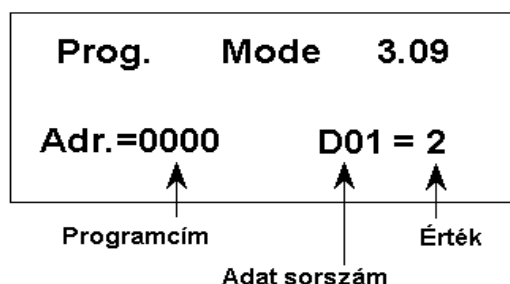 Prog. Mode 3.09
Adr.=0000 D01 = 2
Programcím Érték
Adat sorszám